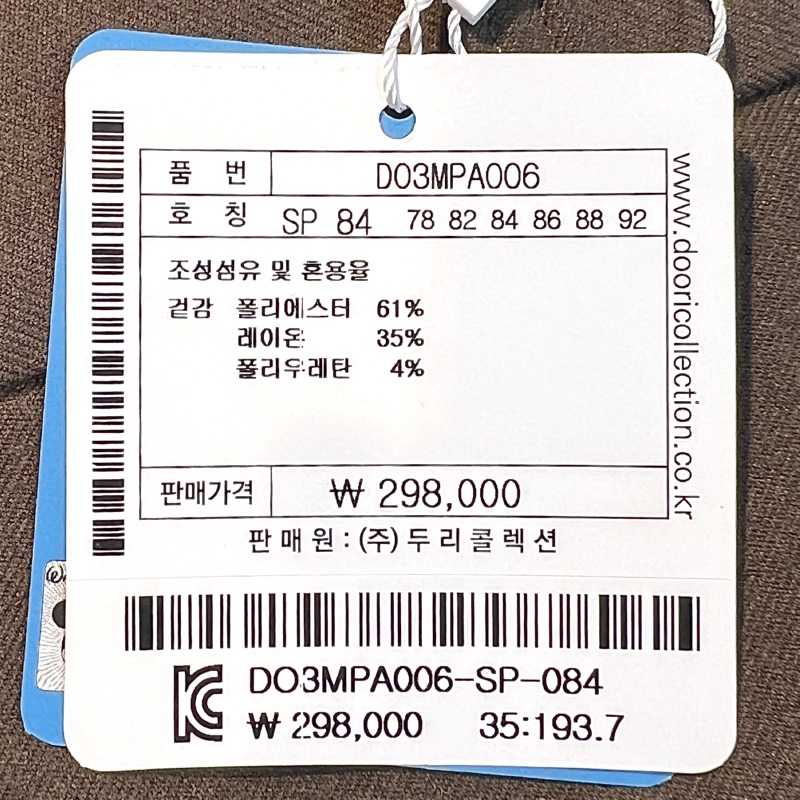 품 번 DO3MPA006
호 칭 SP 84 78 82 84 86 88 92
조성섬유 및 혼용율
겉감 폴리에스터 61%
레이온 35%
폴리우레탄 4%
판매가격 ₩ 298,000
판 매 원 : (주) 두 리 콜 렉 션
www.dooricollection.co.kr
KC DO3MPA006-SP-084
₩ 298,000 35:193.7